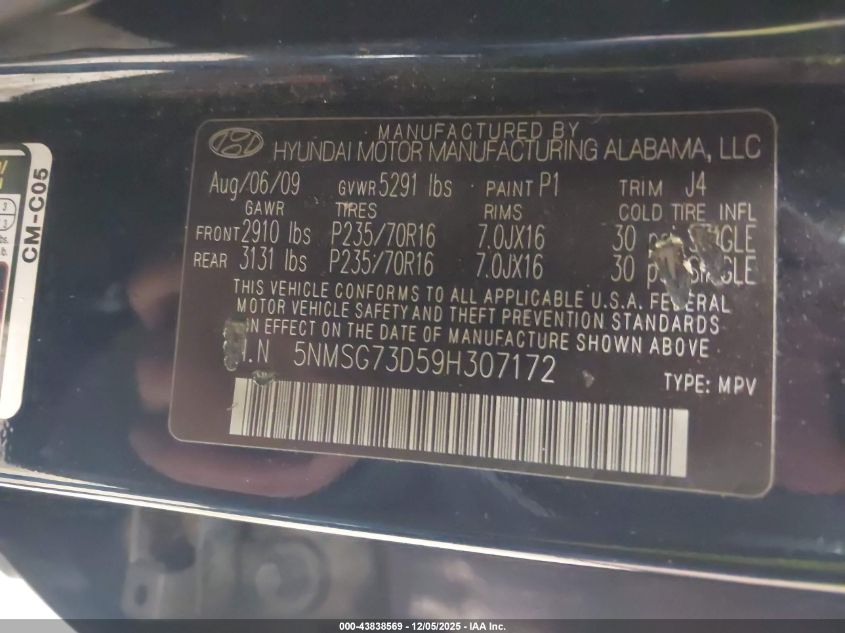 MANUFACTURED BY
HYUNDAI MOTOR MANUFACTURING ALABAMA, LLC
Aug/06/09 GVWR 5291 lbs PAINT P1 TRIM J4
GAWR TIRES RIMS COLD TIRE INFL
FRONT 2910 lbs P235/70R16 7.0JX16 30 psi SINGLE
REAR 3131 lbs P235/70R16 7.0JX16 30 SINGLE
THIS VEHICLE CONFORMS TO ALL APPLICABLE U.S.A. FEDERAL
MOTOR VEHICLE SAFETY AND THEFT PREVENTION STANDARDS
IN EFFECT ON THE DATE OF MANUFACTURE SHOWN ABOVE.
V.I.N 5NMSG73D59H307172
TYPE: MPV
CM-C05
000-43838569 - 12/05/2025 - IAA Inc.